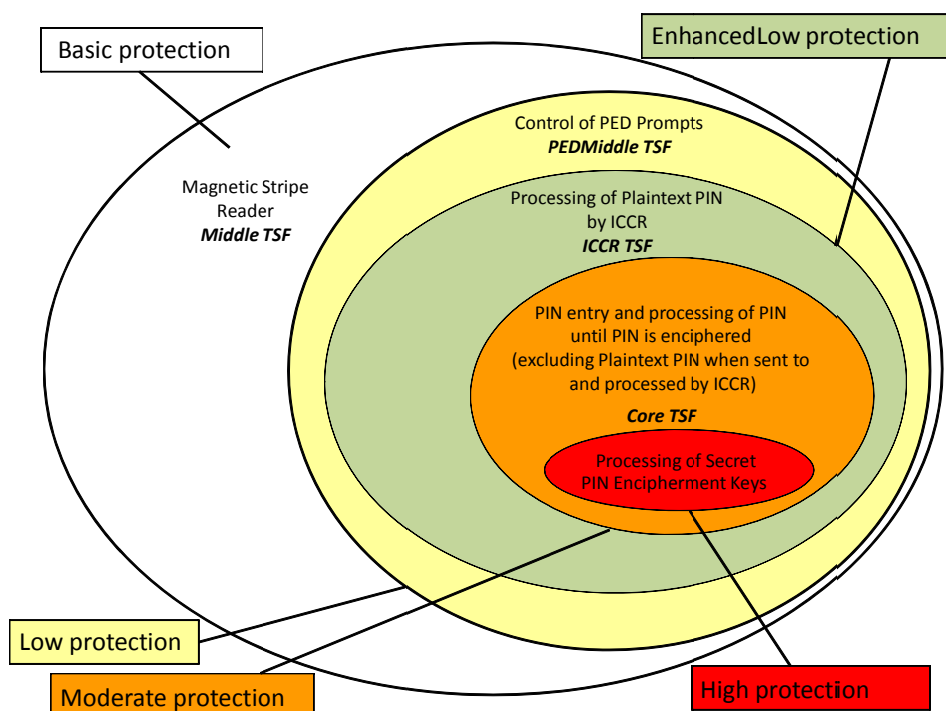 Basic protection
EnhancedLow protection
Control of PED Prompts
PEDMiddle TSF
Magnetic Stripe
Reader
Middle TSF
Processing of Plaintext PIN
by ICCR
ICCR TSF
PIN entry and processing of PIN
until PIN is enciphered
(excluding Plaintext PIN when sent to
and processed by ICCR)
Core TSF
Processing of Secret
PIN Encipherment Keys
Low protection
Moderate protection
High protection